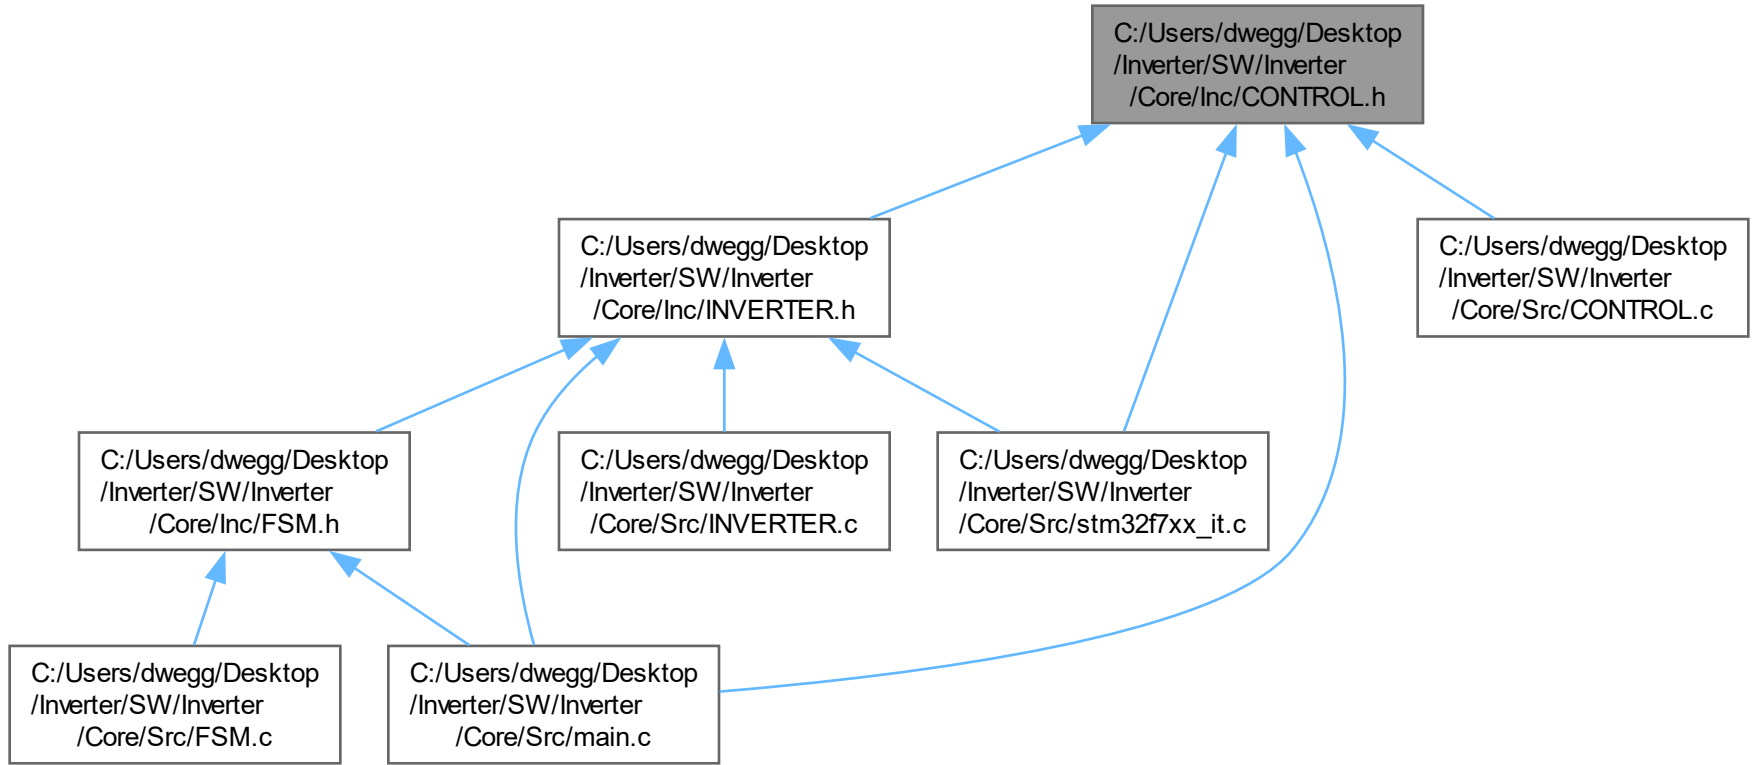 C:/Users/dwegg/Desktop
/Inverter/SW/Inverter
/Core/Inc/CONTROL.h
C:/Users/dwegg/Desktop
/Inverter/SW/Inverter
/Core/Inc/INVERTER.h
C:/Users/dwegg/Desktop
/Inverter/SW/Inverter
/Core/Src/CONTROL.c
C:/Users/dwegg/Desktop
/Inverter/SW/Inverter
/Core/Inc/FSM.h
C:/Users/dwegg/Desktop
/Inverter/SW/Inverter
/Core/Src/INVERTER.c
C:/Users/dwegg/Desktop
/Inverter/SW/Inverter
/Core/Src/stm32f7xx_it.c
C:/Users/dwegg/Desktop
/Inverter/SW/Inverter
/Core/Src/FSM.c
C:/Users/dwegg/Desktop
/Inverter/SW/Inverter
/Core/Src/main.c